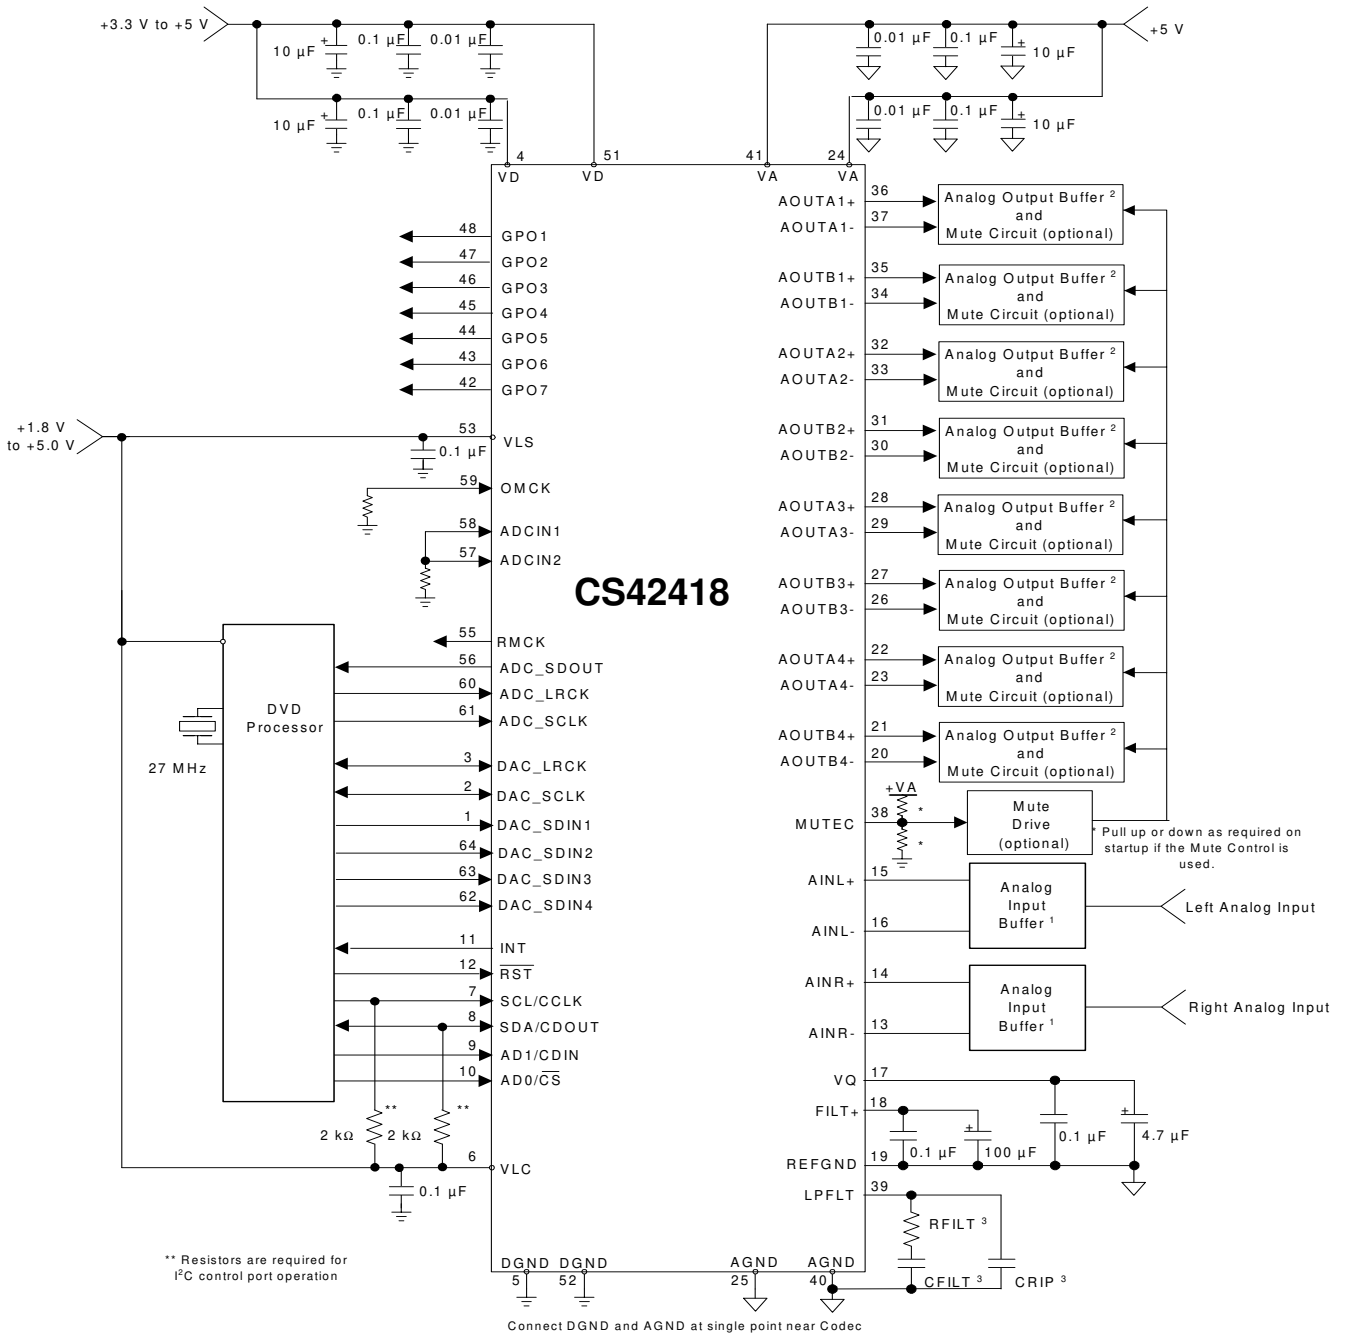 +3.3 V to +5 V
10 µF
+
0.1 µF
0.01 µF
10 µF
+
0.1 µF
0.01 µF
0.01 µF
0.1 µF
+
10 µF
+5 V
0.01 µF
0.1 µF
+
10 µF
4
VD
51
VD
41
VA
24
VA
48
GPO1
47
GPO2
46
GPO3
45
GPO4
44
GPO5
43
GPO6
42
GPO7
+1.8 V
to +5.0 V
53
VLS
0.1 µF
59
OMCK
58
ADCIN1
57
ADCIN2
CS42418
55
RMCK
56
ADC_SDOUT
60
ADC_LRCK
61
ADC_SCLK
DVD
Processor
27 MHz
3
DAC_LRCK
2
DAC_SCLK
1
DAC_SDIN1
64
DAC_SDIN2
63
DAC_SDIN3
62
DAC_SDIN4
11
INT
12
RST
7
SCL/CCLK
8
SDA/CDOUT
9
AD1/CDIN
10
AD0/CS
**
2 kΩ
**
2 kΩ
6
VLC
0.1 µF
** Resistors are required for
I²C control port operation
DGND
5
DGND
52
AGND
25
AGND
40
Connect DGND and AGND at single point near Codec
AOUTA1+
36
AOUTA1-
37
Analog Output Buffer ²
and
Mute Circuit (optional)
AOUTB1+
35
AOUTB1-
34
Analog Output Buffer ²
and
Mute Circuit (optional)
AOUTA2+
32
AOUTA2-
33
Analog Output Buffer ²
and
Mute Circuit (optional)
AOUTB2+
31
AOUTB2-
30
Analog Output Buffer ²
and
Mute Circuit (optional)
AOUTA3+
28
AOUTA3-
29
Analog Output Buffer ²
and
Mute Circuit (optional)
AOUTB3+
27
AOUTB3-
26
Analog Output Buffer ²
and
Mute Circuit (optional)
AOUTA4+
22
AOUTA4-
23
Analog Output Buffer ²
and
Mute Circuit (optional)
AOUTB4+
21
AOUTB4-
20
Analog Output Buffer ²
and
Mute Circuit (optional)
MUTEC
38
+VA
*
*
Mute
Drive
(optional)
* Pull up or down as required on
startup if the Mute Control is
used.
AINL+
15
AINL-
16
Analog
Input
Buffer ¹
Left Analog Input
AINR+
14
AINR-
13
Analog
Input
Buffer ¹
Right Analog Input
VQ
17
FILT+
18
0.1 µF
+
100 µF
0.1 µF
+
4.7 µF
REFGND
19
LPFLT
39
RFILT ³
CFILT ³
CRIP ³